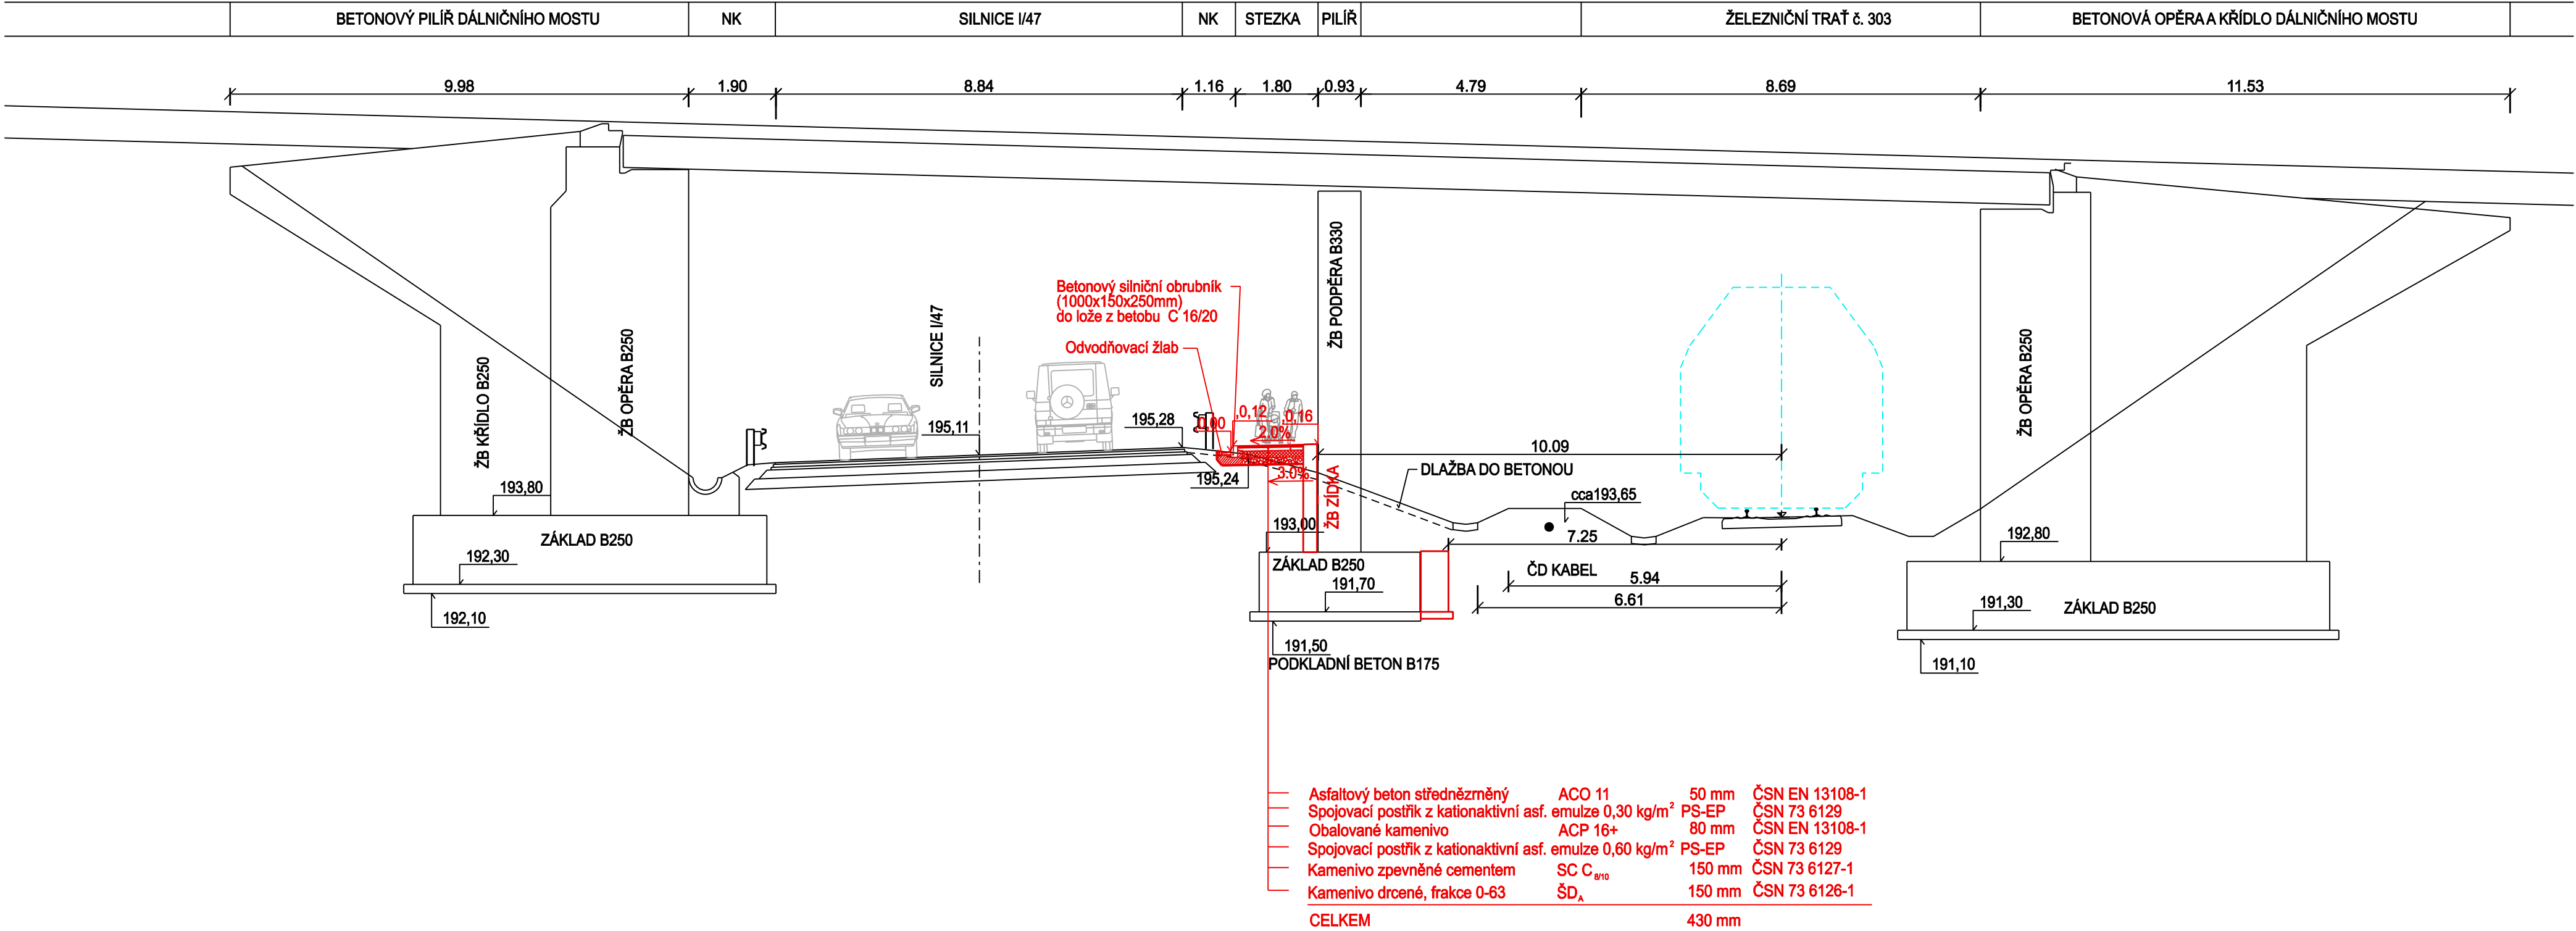 BETONOVÝ PILÍŘ DÁLNIČNÍHO MOSTU NK SILNICE I/47 NK STEZKA PILÍŘ ŽELEZNIČNÍ TRAŤ č. 303 BETONOVÁ OPĚRA A KŘÍDLO DÁLNIČNÍHO MOSTU
9.98 1.90 8.84 1.16 1.80 0.93 4.79 8.69 11.53
ŽB KŘÍDLO B250
ŽB OPĚRA B250
SILNICE I/47
Betonový silniční obrubník
(1000x150x250mm)
do lože z betobu C 16/20
Odvodňovací žlab
ŽB PODPĚRA B330
ŽB OPĚRA B250
195,11
195,28
0,00
,0,12
,0,16
2.0%
3.0%
195,24
ŽB ZÍDKA
10.09
DLAŽBA DO BETONOU
cca193,65
193,80
193,00
7.25
192,80
ZÁKLAD B250
192,30
192,10
ZÁKLAD B250
191,70
ČD KABEL
5.94
6.61
191,50
PODKLADNÍ BETON B175
191,30
ZÁKLAD B250
191,10
Asfaltový beton střednězrněný ACO 11 50 mm ČSN EN 13108-1
Spojovací postřik z kationaktivní asf. emulze 0,30 kg/m² PS-EP ČSN 73 6129
Obalované kamenivo ACP 16+ 80 mm ČSN EN 13108-1
Spojovací postřik z kationaktivní asf. emulze 0,60 kg/m² PS-EP ČSN 73 6129
Kamenivo zpevněné cementem SC C 8/10 150 mm ČSN 73 6127-1
Kamenivo drcené, frakce 0-63 ŠD A 150 mm ČSN 73 6126-1
CELKEM 430 mm